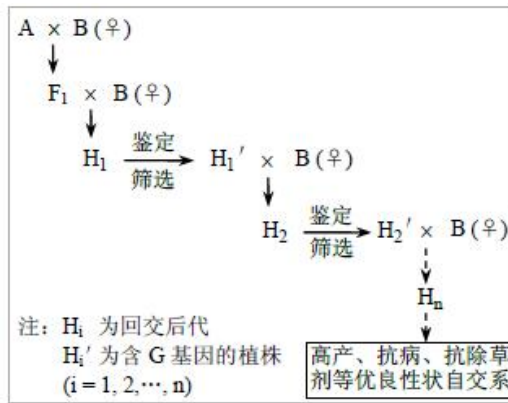 A × B (♀)
F₁ × B (♀)
H₁ 鉴定 筛选 H₁′ × B (♀)
H₂ 鉴定 筛选 H₂′ × B (♀)
Hₙ
注：Hᵢ 为回交后代
Hᵢ′ 为含 G 基因的植株
(i = 1, 2,···, n)
高产、抗病、抗除草
剂等优良性状自交系